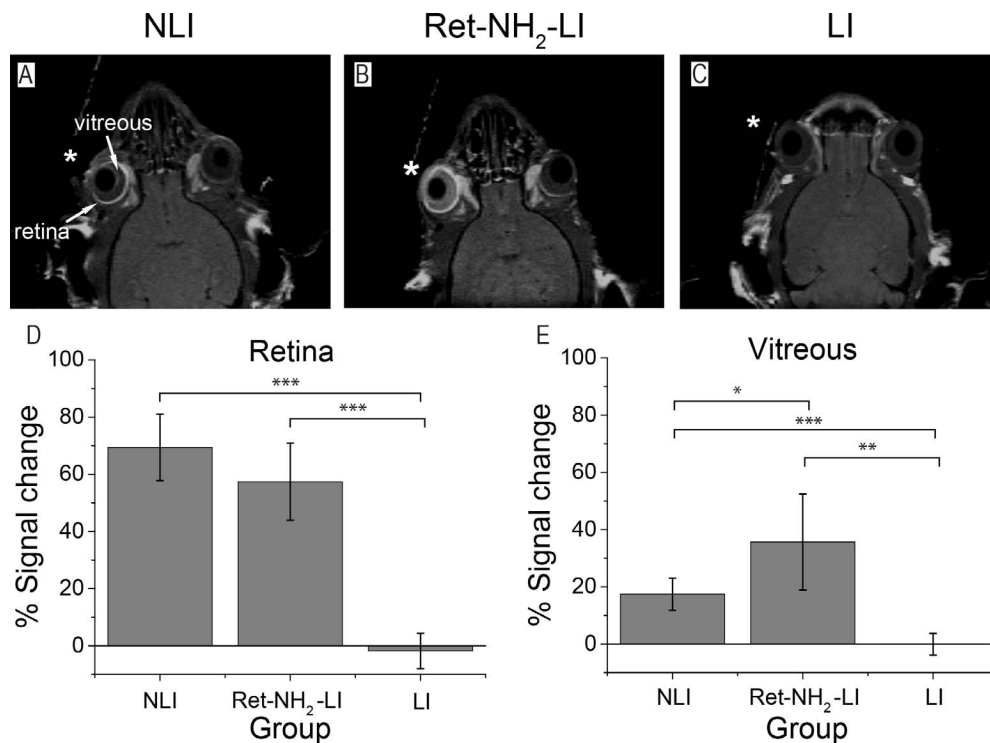 NLI
Ret-NH₂-LI
LI
A
vitreous
*
retina
B
*
C
*
D
Retina
% Signal change
100
80
60
40
20
0
***
***
NLI
Ret-NH₂-LI
LI
Group
E
Vitreous
% Signal change
100
80
60
40
20
0
*
***
**
NLI
Ret-NH₂-LI
LI
Group